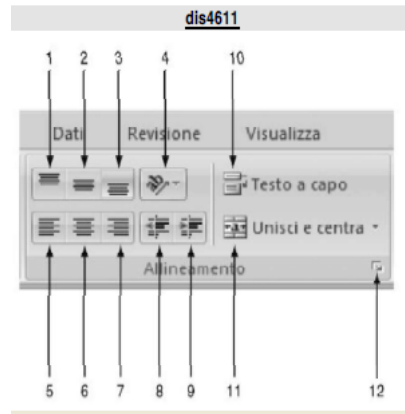 dis4611
1 2 3 4 10
Dati Revisione Visualizza
Testo a capo
Unisci e centra
Allineamento
5 6 7 8 9 11 12